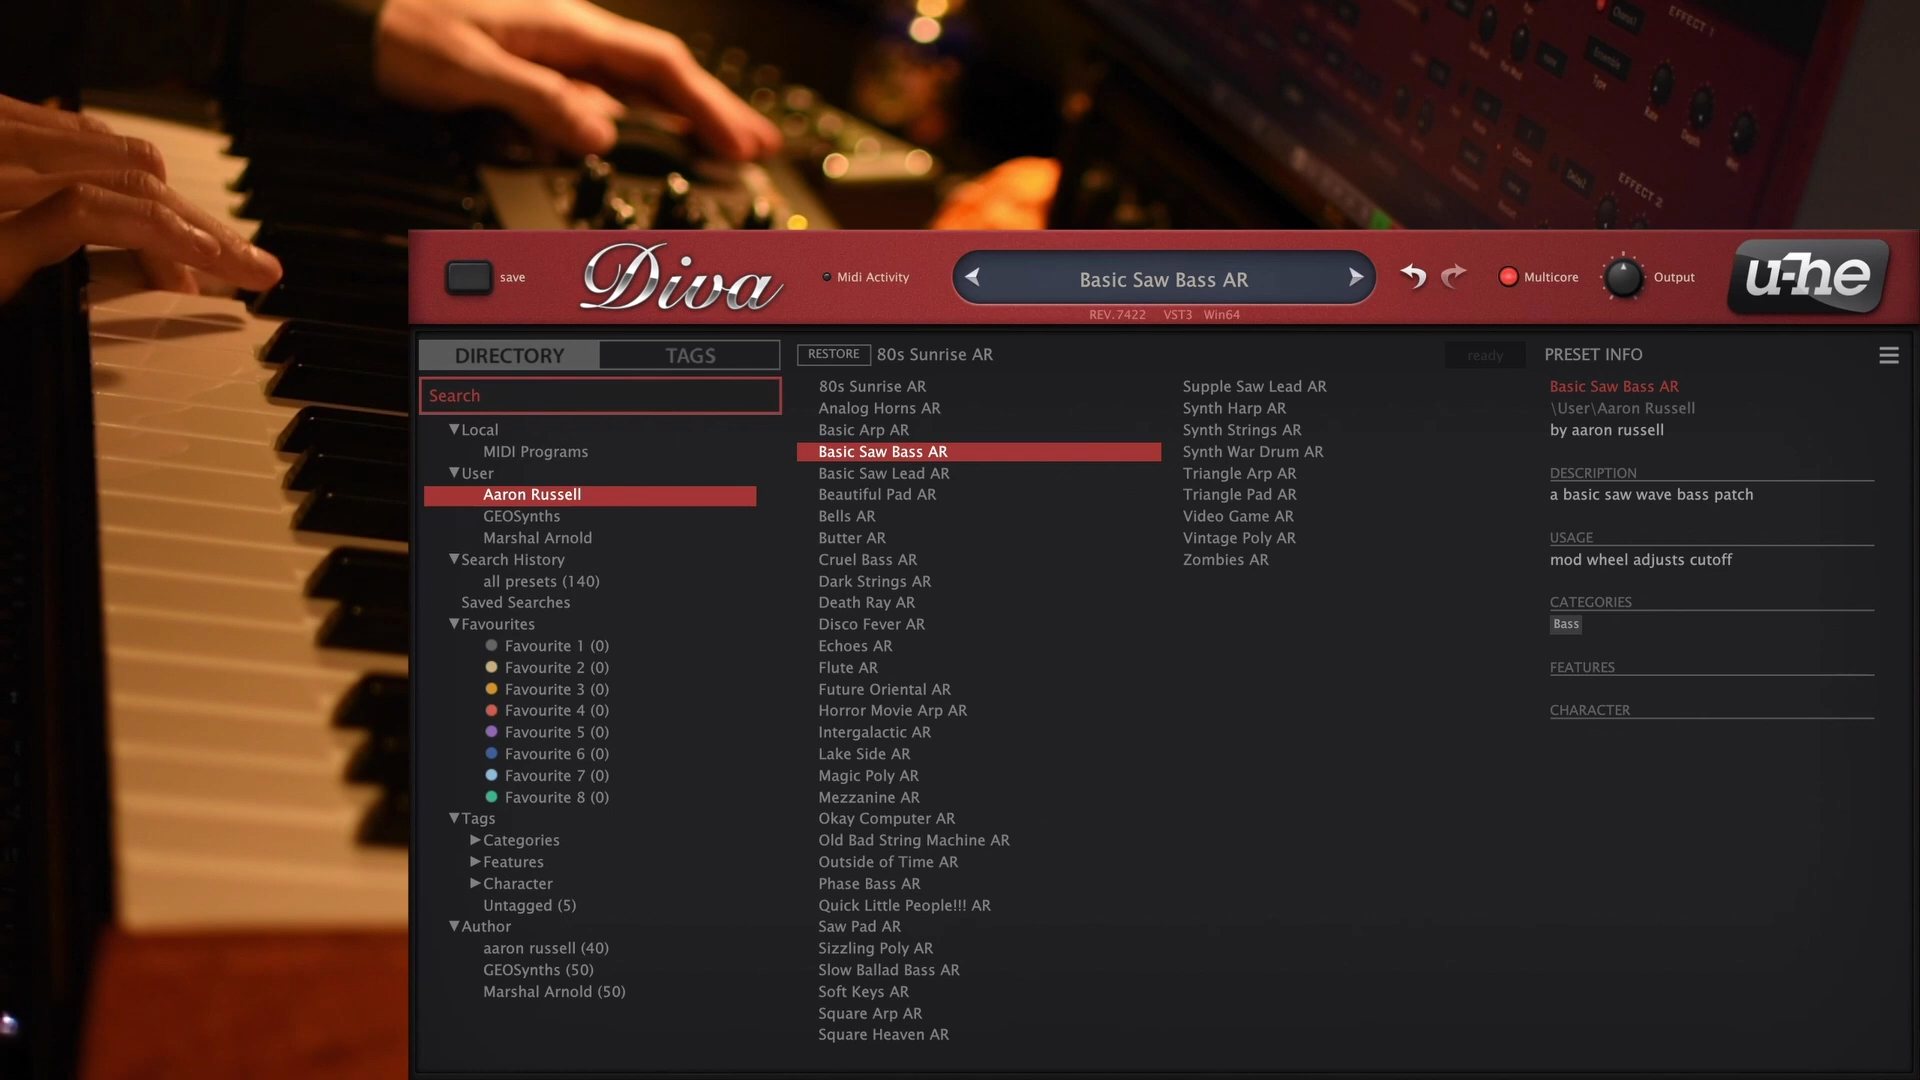 EFFECT 1
Chorus1
Ensemble
Type
Rate
Depth
Wet
EFFECT 2
save
Diva
Midi Activity
Basic Saw Bass AR
Multicore
Output
u-he
REV.7422 VST3 Win64
DIRECTORY
TAGS
RESTORE
80s Sunrise AR
ready
PRESET INFO
Search
Local
MIDI Programs
User
Aaron Russell
GEOSynths
Marshal Arnold
Search History
all presets (140)
Saved Searches
Favourites
Favourite 1 (0)
Favourite 2 (0)
Favourite 3 (0)
Favourite 4 (0)
Favourite 5 (0)
Favourite 6 (0)
Favourite 7 (0)
Favourite 8 (0)
Tags
Categories
Features
Character
Untagged (5)
Author
aaron russell (40)
GEOSynths (50)
Marshal Arnold (50)
80s Sunrise AR
Analog Horns AR
Basic Arp AR
Basic Saw Bass AR
Basic Saw Lead AR
Beautiful Pad AR
Bells AR
Butter AR
Cruel Bass AR
Dark Strings AR
Death Ray AR
Disco Fever AR
Echoes AR
Flute AR
Future Oriental AR
Horror Movie Arp AR
Intergalactic AR
Lake Side AR
Magic Poly AR
Mezzanine AR
Okay Computer AR
Old Bad String Machine AR
Outside of Time AR
Phase Bass AR
Quick Little People!!! AR
Saw Pad AR
Sizzling Poly AR
Slow Ballad Bass AR
Soft Keys AR
Square Arp AR
Square Heaven AR
Supple Saw Lead AR
Synth Harp AR
Synth Strings AR
Synth War Drum AR
Triangle Arp AR
Triangle Pad AR
Video Game AR
Vintage Poly AR
Zombies AR
Basic Saw Bass AR
\User\Aaron Russell
by aaron russell
DESCRIPTION
a basic saw wave bass patch
USAGE
mod wheel adjusts cutoff
CATEGORIES
Bass
FEATURES
CHARACTER